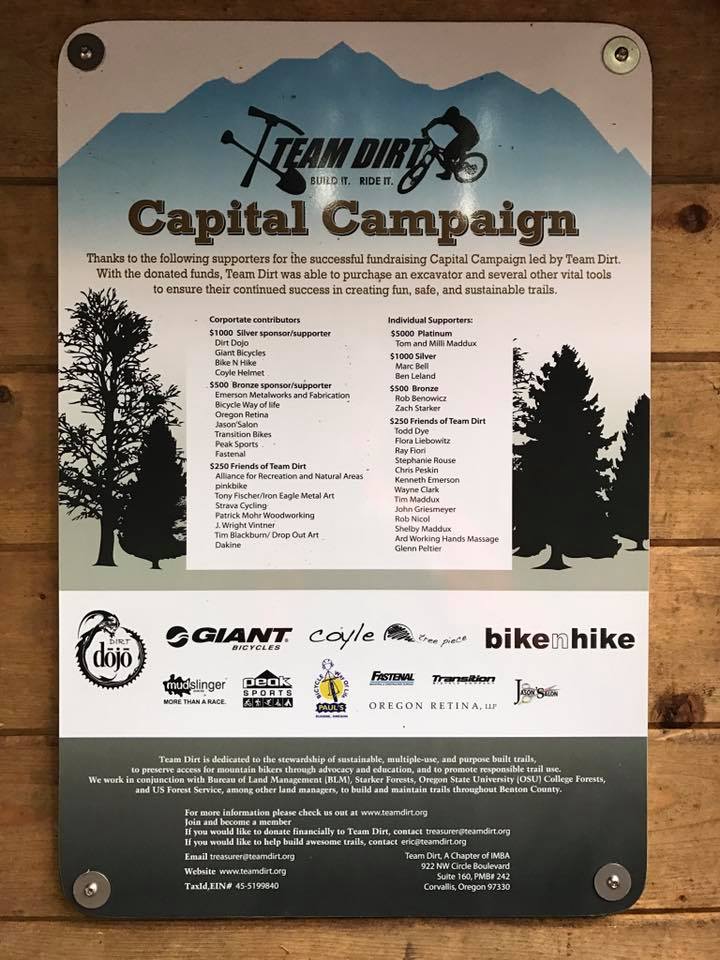 TEAM DIRT
BUILD IT. RIDE IT.
Capital Campaign
Thanks to the following supporters for the successful fundraising Capital Campaign led by Team Dirt.
With the donated funds, Team Dirt was able to purchase an excavator and several other vital tools
to ensure their continued success in creating fun, safe, and sustainable trails.
Corportate contributors
$1000 Silver sponsor/supporter
Dirt Dojo
Giant Bicycles
Bike N Hike
Coyle Helmet
$500 Bronze sponsor/supporter
Emerson Metalworks and Fabrication
Bicycle Way of life
Oregon Retina
Jason'Salon
Transition Bikes
Peak Sports
Fastenal
$250 Friends of Team Dirt
Alliance for Recreation and Natural Areas
pinkbike
Tony Fischer/Iron Eagle Metal Art
Strava Cycling
Patrick Mohr Woodworking
J. Wright Vintner
Tim Blackburn/ Drop Out Art
Dakine
Individual Supporters:
$5000 Platinum
Tom and Milli Maddux
$1000 Silver
Marc Bell
Ben Leland
$500 Bronze
Rob Benowicz
Zach Starker
$250 Friends of Team Dirt
Todd Dye
Flora Liebowitz
Ray Fiori
Stephanie Rouse
Chris Peskin
Kenneth Emerson
Wayne Clark
Tim Maddux
John Griesmeyer
Rob Nicol
Shelby Maddux
Ard Working Hands Massage
Glenn Peltier
DIRT
dōjō
GIANT
BICYCLES
coyle
tree piece
bikenhike
mudslinger
MORE THAN A RACE.
peak
SPORTS
BICYCLE WAY OF LIFE
PAUL'S
EUGENE, OREGON
FASTENAL
Transition
BICYCLE COMPANY
OREGON RETINA, LLP
JASON'SALON
Team Dirt is dedicated to the stewardship of sustainable, multiple-use, and purpose built trails,
to preserve access for mountain bikers through advocacy and education, and to promote responsible trail use.
We work in conjunction with Bureau of Land Management (BLM), Starker Forests, Oregon State University (OSU) College Forests,
and US Forest Service, among other land managers, to build and maintain trails throughout Benton County.
For more information please check us out at www.teamdirt.org
Join and become a member
If you would like to donate financially to Team Dirt, contact treasurer@teamdirt.org
If you would like to help build awesome trails, contact eric@teamdirt.org
Email treasurer@teamdirt.org
Website www.teamdirt.org
TaxId,EIN# 45-5199840
Team Dirt, A Chapter of IMBA
922 NW Circle Boulevard
Suite 160, PMB# 242
Corvallis, Oregon 97330